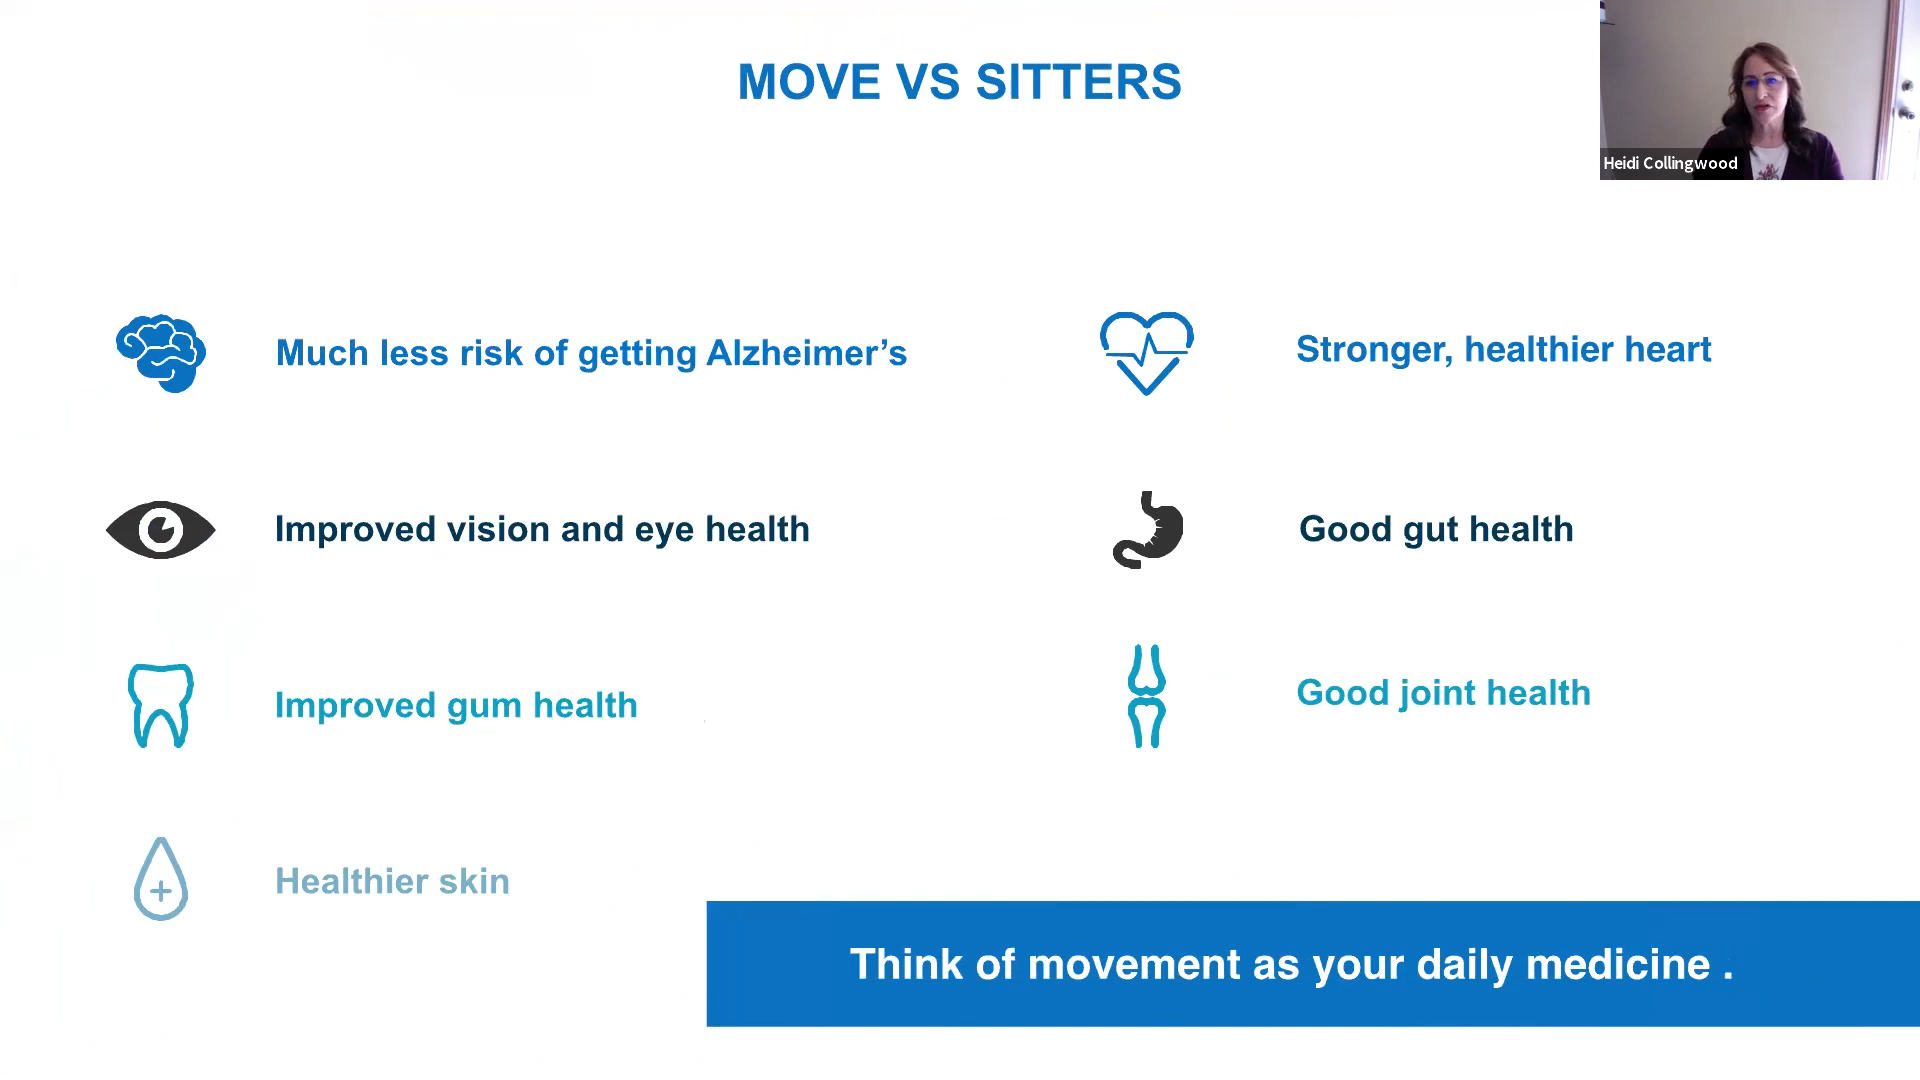 MOVE VS SITTERS
Heidi Collingwood
Much less risk of getting Alzheimer’s
Stronger, healthier heart
Improved vision and eye health
Good gut health
Improved gum health
Good joint health
Healthier skin
Think of movement as your daily medicine .